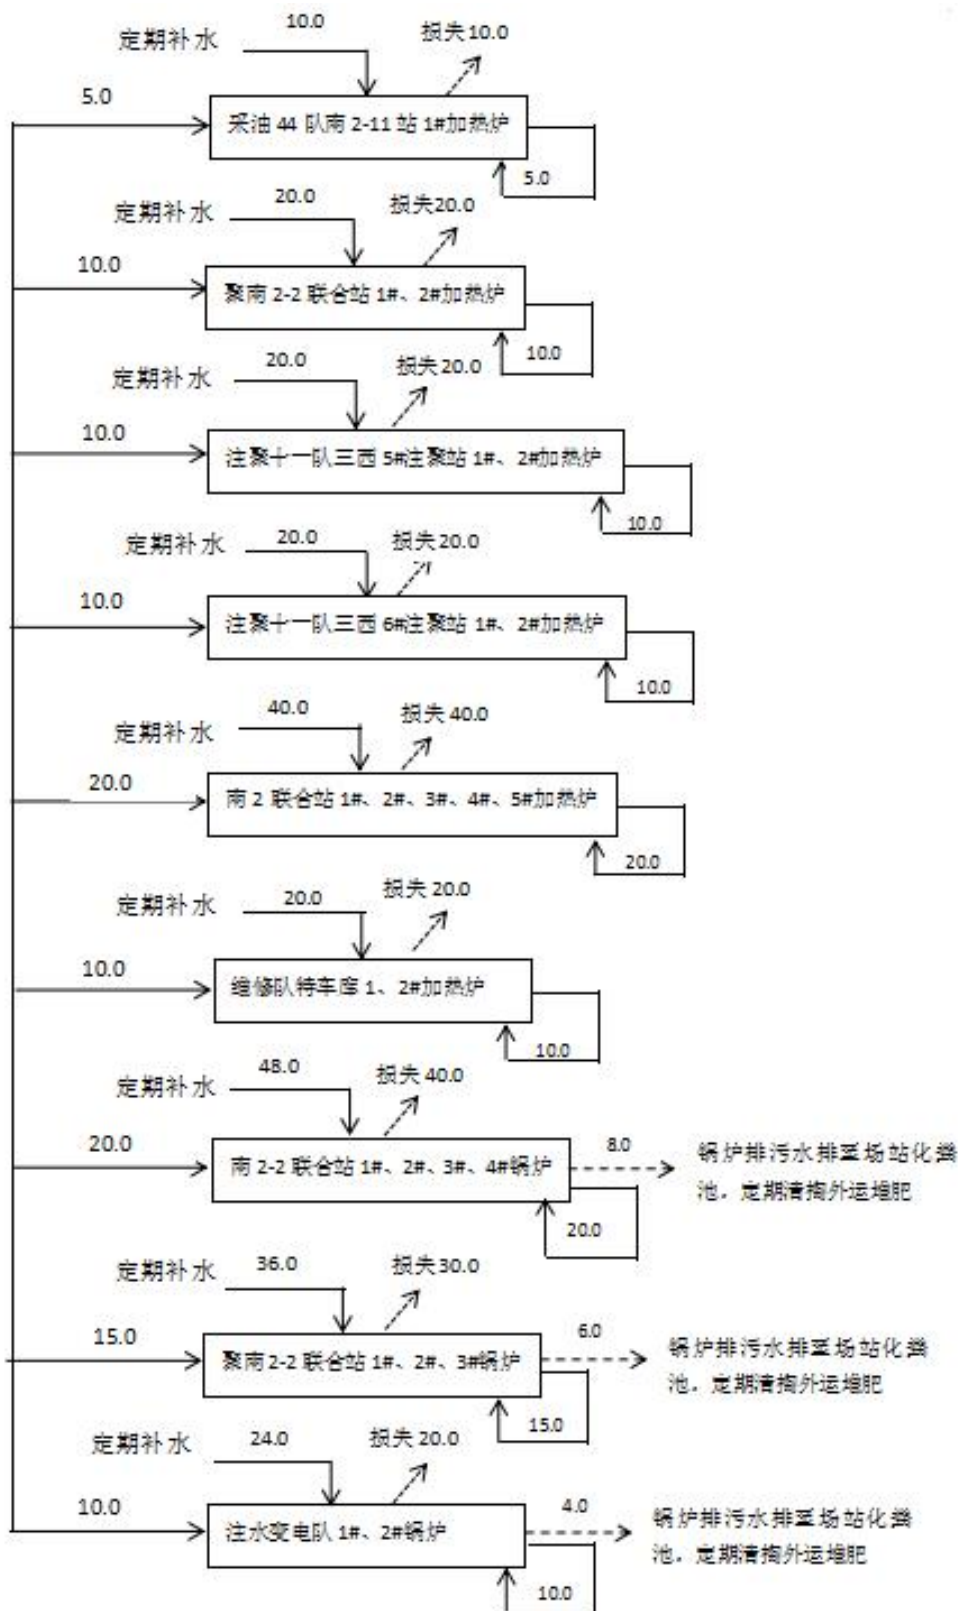 定期补水
10.0
损失10.0
5.0
采油 44 队南 2-11 站 1#加热炉
5.0
定期补水
20.0
损失20.0
10.0
聚南 2-2 联合站 1#、2#加热炉
10.0
定期补水
20.0
损失20.0
10.0
注聚十一队三西 5#注聚站 1#、2#加热炉
10.0
定期补水
20.0
损失20.0
10.0
注聚十一队三西 6#注聚站 1#、2#加热炉
10.0
定期补水
40.0
损失40.0
20.0
南 2 联合站 1#、2#、3#、4#、5#加热炉
20.0
定期补水
20.0
损失 20.0
10.0
维修队特车库 1、2#加热炉
10.0
定期补水
48.0
损失40.0
20.0
南 2-2 联合站 1#、2#、3#、4#锅炉
8.0
锅炉排污水排至场站化粪
池，定期清掏外运堆肥
20.0
定期补水
36.0
损失30.0
15.0
聚南2-2 联合站 1#、2#、3#锅炉
6.0
锅炉排污水排至场站化粪
池，定期清掏外运堆肥
15.0
定期补水
24.0
损失20.0
10.0
注水变电队 1#、2#锅炉
4.0
锅炉排污水排至场站化粪
池，定期清掏外运堆肥
10.0